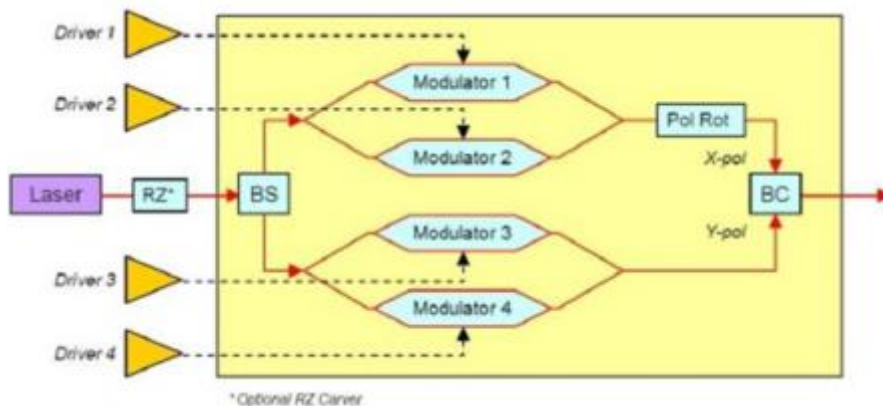 Driver 1
Modulator 1
Driver 2
Modulator 2
Pol Rot
X-pol
Laser
RZ*
BS
BC
Modulator 3
Y-pol
Driver 3
Modulator 4
Driver 4
* Optional RZ Carver